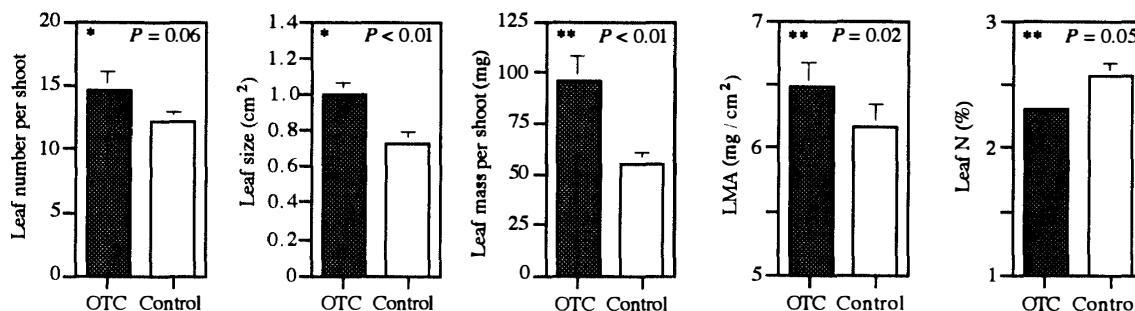 Leaf number per shoot
20
15
10
5
0
* P = 0.06
OTC Control
Leaf size (cm2)
1.4
1.2
1.0
0.8
0.6
0.4
0.2
0
* P < 0.01
OTC Control
Leaf mass per shoot (mg)
125
100
75
50
25
0
** P < 0.01
OTC Control
LMA (mg / cm2)
7
6
5
** P = 0.02
OTC Control
Leaf N (%)
3
2
1
** P = 0.05
OTC Control